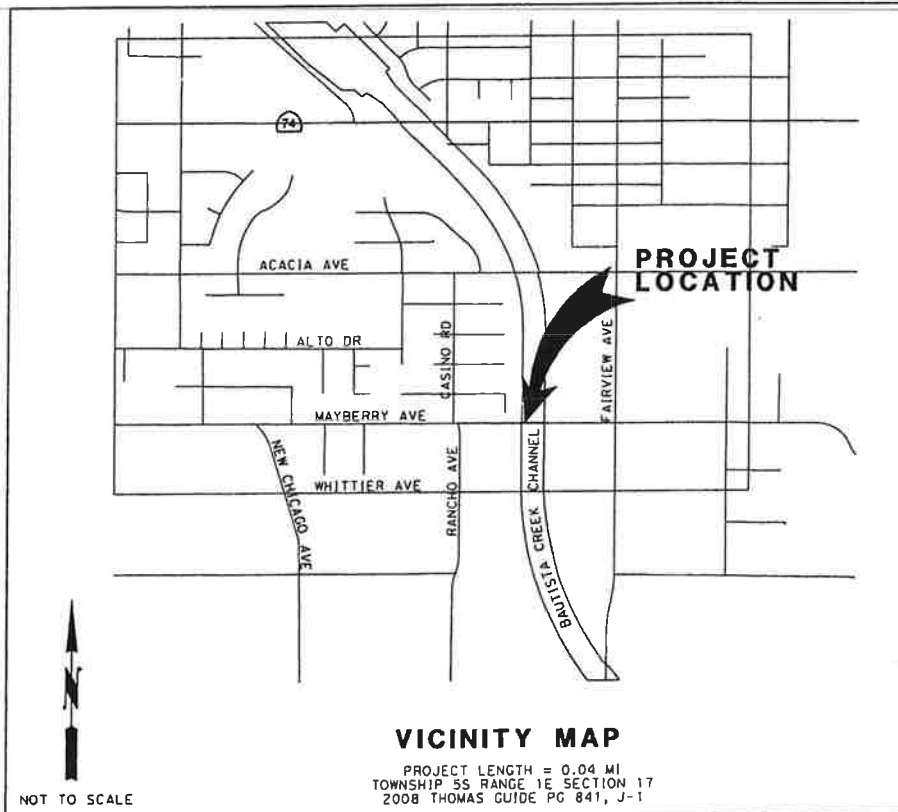 74
ACACIA AVE
PROJECT
LOCATION
ALTO DR
CASINO RD
FAIRVIEW AVE
MAYBERRY AVE
NEW CHICAGO AVE
WHITTIER AVE
RANCHO AVE
BAUTISTA CREEK CHANNEL
N
NOT TO SCALE
VICINITY MAP
PROJECT LENGTH = 0.04 MI
TOWNSHIP 5S RANGE 1E SECTION 17
2008 THOMAS GUIDE PG 841, J-1